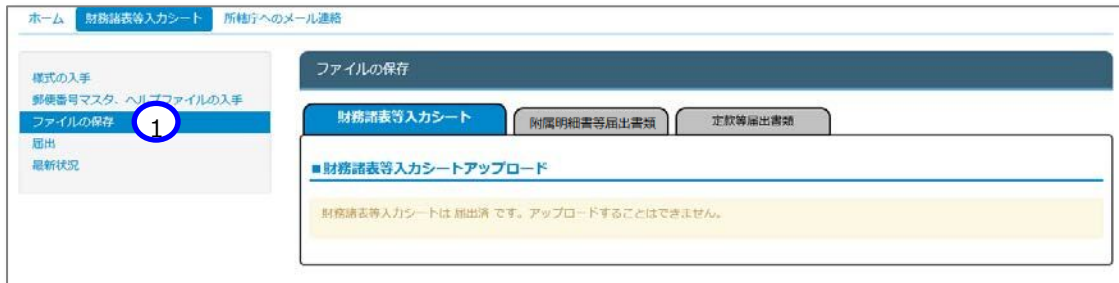 ホーム 財務諸表等入力シート 所轄庁へのメール連絡
様式の入手
郵便番号マスタ、ヘルプファイルの入手
ファイルの保存 1
届出
最新状況
ファイルの保存
財務諸表等入力シート 附属明細書等届出書類 定款等届出書類
■財務諸表等入力シートアップロード
財務諸表等入力シートは 届出済 です。アップロードすることはできません。